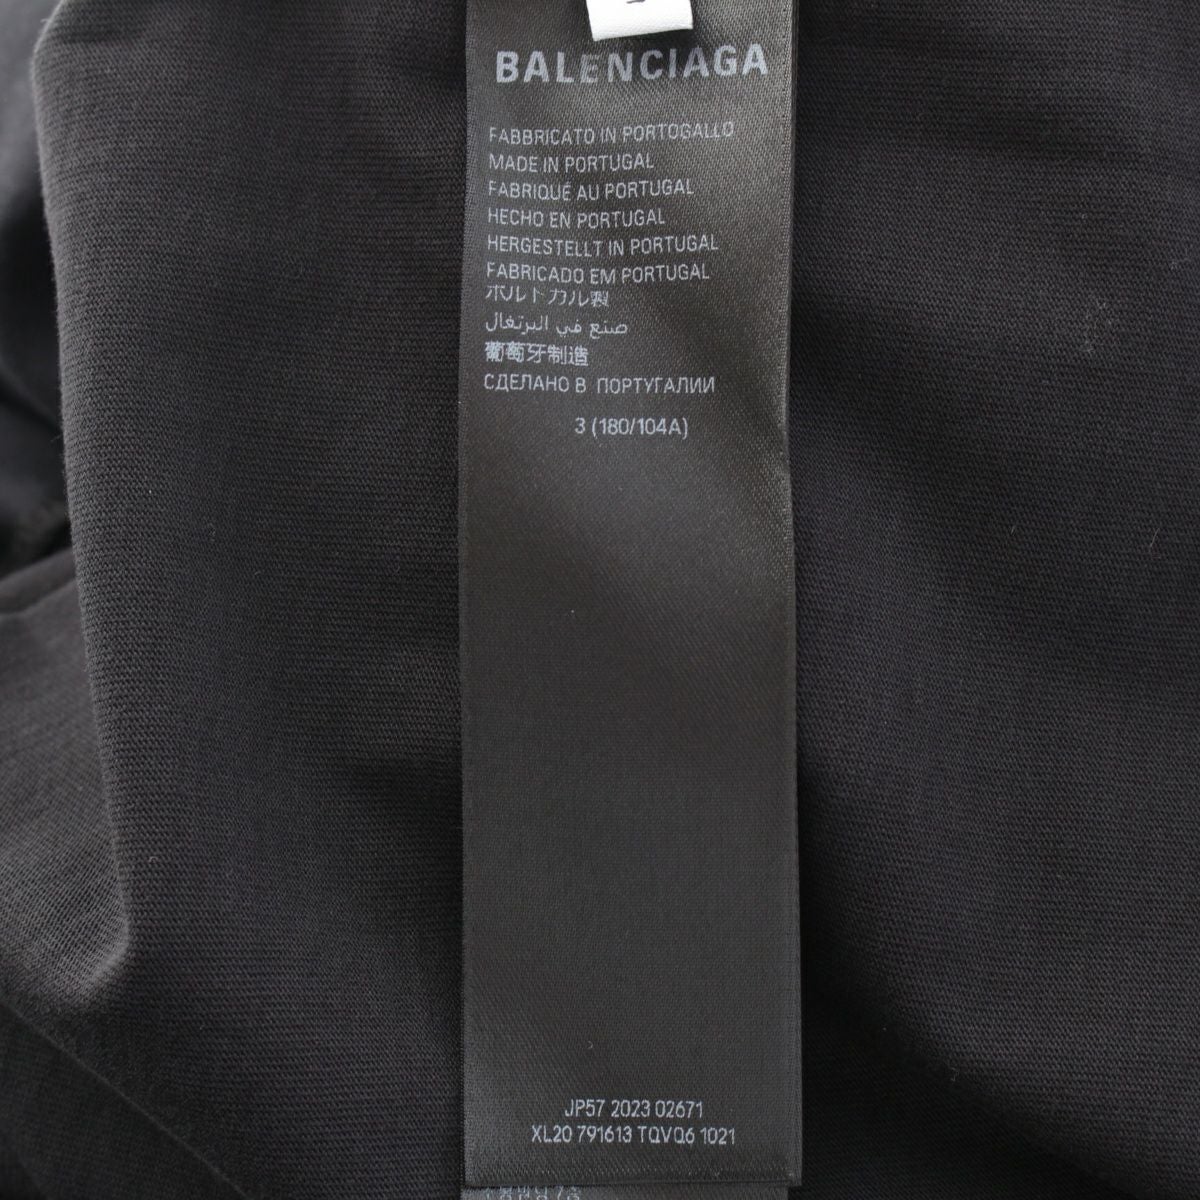 BALENCIAGA
FABBRICATO IN PORTOGALLO
MADE IN PORTUGAL
FABRIQUÉ AU PORTUGAL
HECHO EN PORTUGAL
HERGESTELLT IN PORTUGAL
FABRICADO EM PORTUGAL
ポルトガル製
صنع في البرتغال
葡萄牙制造
СДЕЛАНО В ПОРТУГАЛИИ
3 (180/104A)
JP57 2023 02671
XL20 791613 TQVQ6 1021